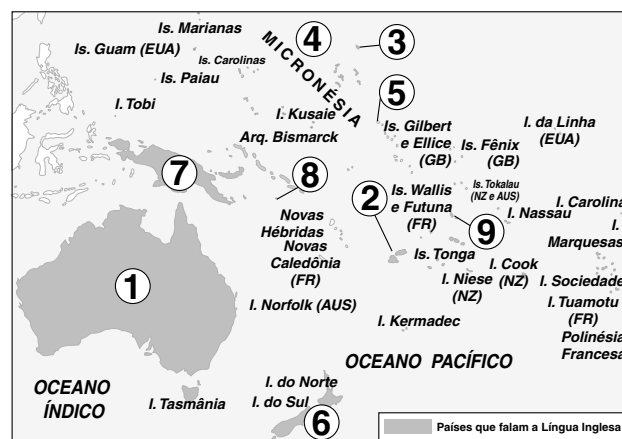 Is. Marianas
Is. Guam (EUA)
Is. Carolinas
Is. Paiau
I. Tobi
MICRONÉSIA
4
3
5
I. Kusaie
Arq. Bismarck
Is. Gilbert
e Ellice
(GB)
Is. Fênix
(GB)
I. da Linha
(EUA)
7
8
2
Is. Wallis
e Futuna
(FR)
Is. Tokalau
(NZ e AUS)
9
I. Nassau
I. Carolina
I.
Marquesas
Novas
Hébridas
Novas
Caledônia
(FR)
1
Is. Tonga
I. Niese
(NZ)
I. Cook
(NZ)
I. Sociedade
I. Tuamotu
(FR)
Polinésia
Francesa
I. Norfolk (AUS)
I. Kermadec
OCEANO PACÍFICO
OCEANO
ÍNDICO
I. Tasmânia
I. do Norte
I. do Sul
6
Países que falam a Língua Inglesa